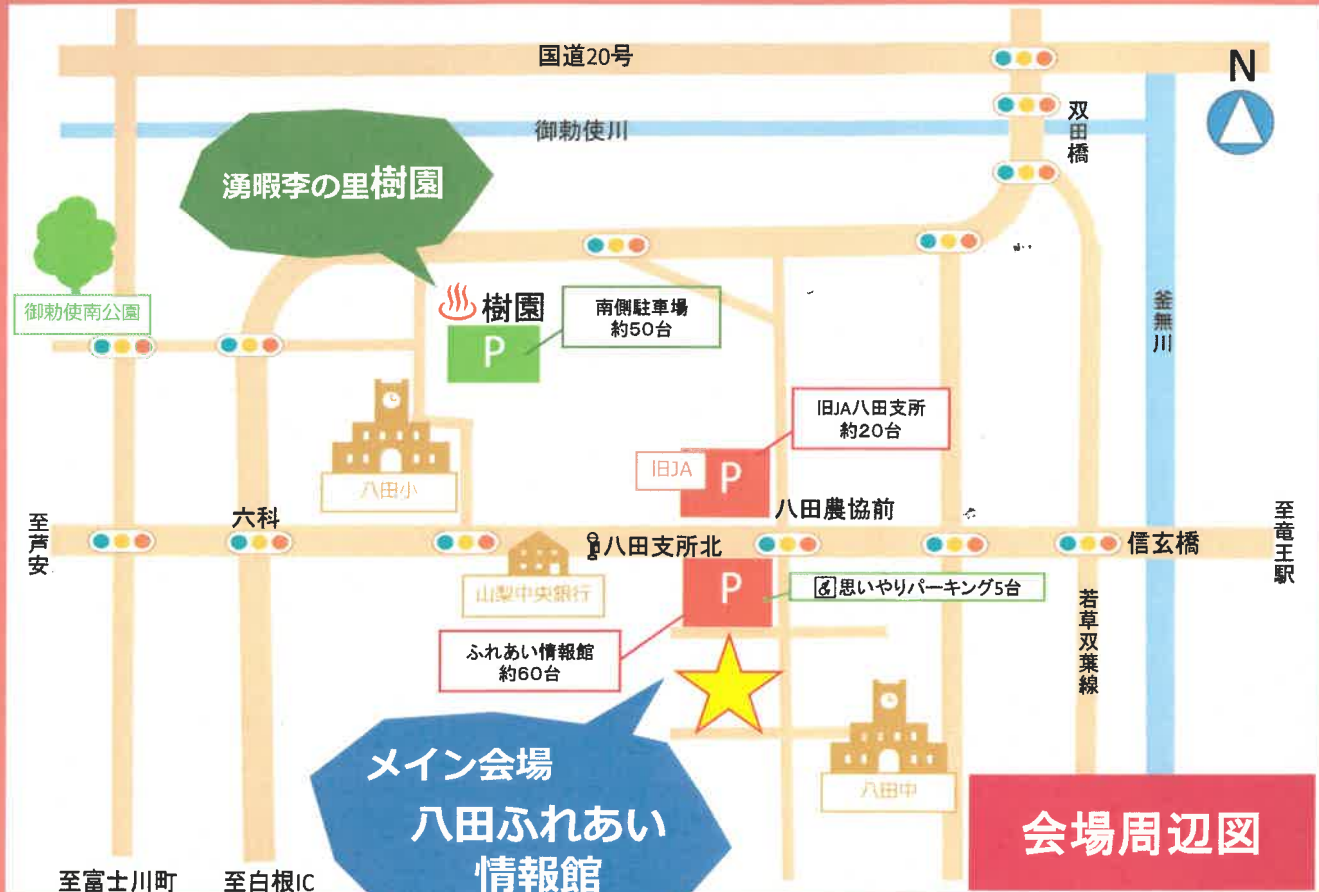 国道20号
N
双田橋
御勅使川
湧暇李の里樹園
御勅使南公園
樹園
南側駐車場
約50台
P
釜無川
旧JA八田支所
約20台
旧JA
P
八田小
八田農協前
至芦安
六科
八田支所北
信玄橋
至竜王駅
山梨中央銀行
P
思いやりパーキング5台
若草双葉線
ふれあい情報館
約60台
メイン会場
八田ふれあい
情報館
八田中
会場周辺図
至富士川町
至白根IC